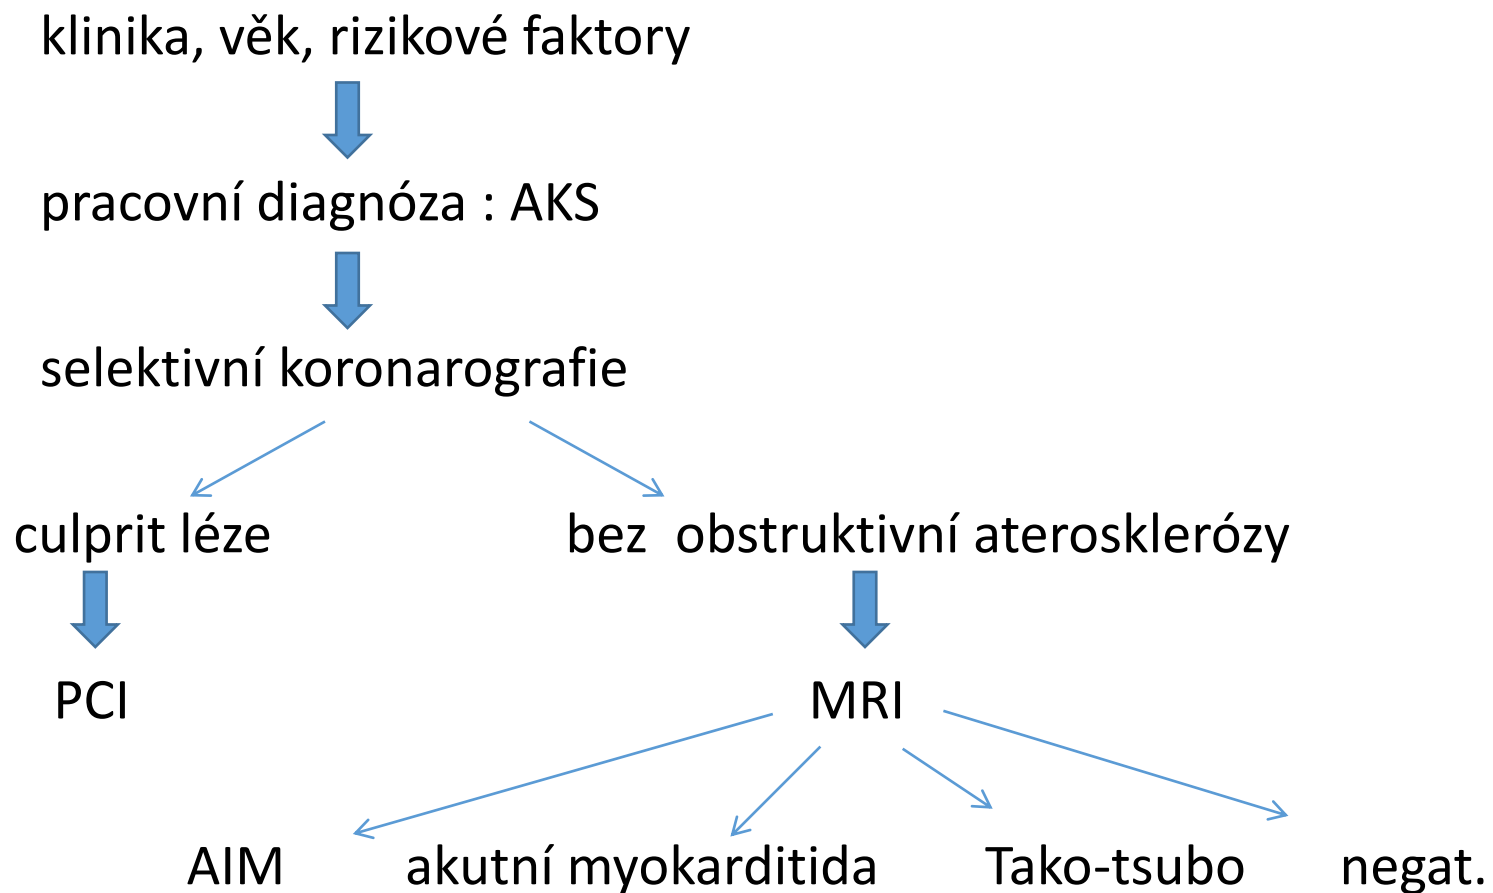 klinika, věk, rizikové faktory
pracovní diagnóza : AKS
selektivní koronarografie
culprit léze
bez obstruktivní aterosklerózy
PCI
MRI
AIM
akutní myokarditida
Tako-tsubo
negat.